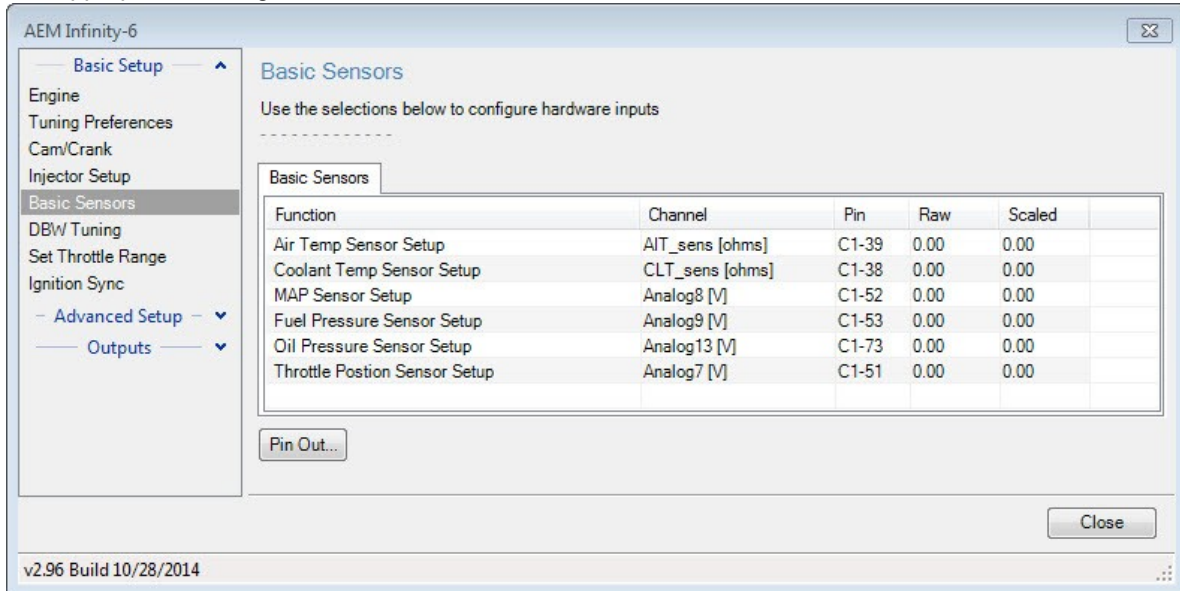 AEM Infinity-6
Basic Setup
Engine
Tuning Preferences
Cam/Crank
Injector Setup
Basic Sensors
DBW Tuning
Set Throttle Range
Ignition Sync
Advanced Setup
Outputs
Basic Sensors
Use the selections below to configure hardware inputs
- - - - - - - - - - - - -
Basic Sensors
Function Channel Pin Raw Scaled
Air Temp Sensor Setup AIT_sens [ohms] C1-39 0.00 0.00
Coolant Temp Sensor Setup CLT_sens [ohms] C1-38 0.00 0.00
MAP Sensor Setup Analog8 [V] C1-52 0.00 0.00
Fuel Pressure Sensor Setup Analog9 [V] C1-53 0.00 0.00
Oil Pressure Sensor Setup Analog13 [V] C1-73 0.00 0.00
Throttle Postion Sensor Setup Analog7 [V] C1-51 0.00 0.00
Pin Out...
Close
v2.96 Build 10/28/2014